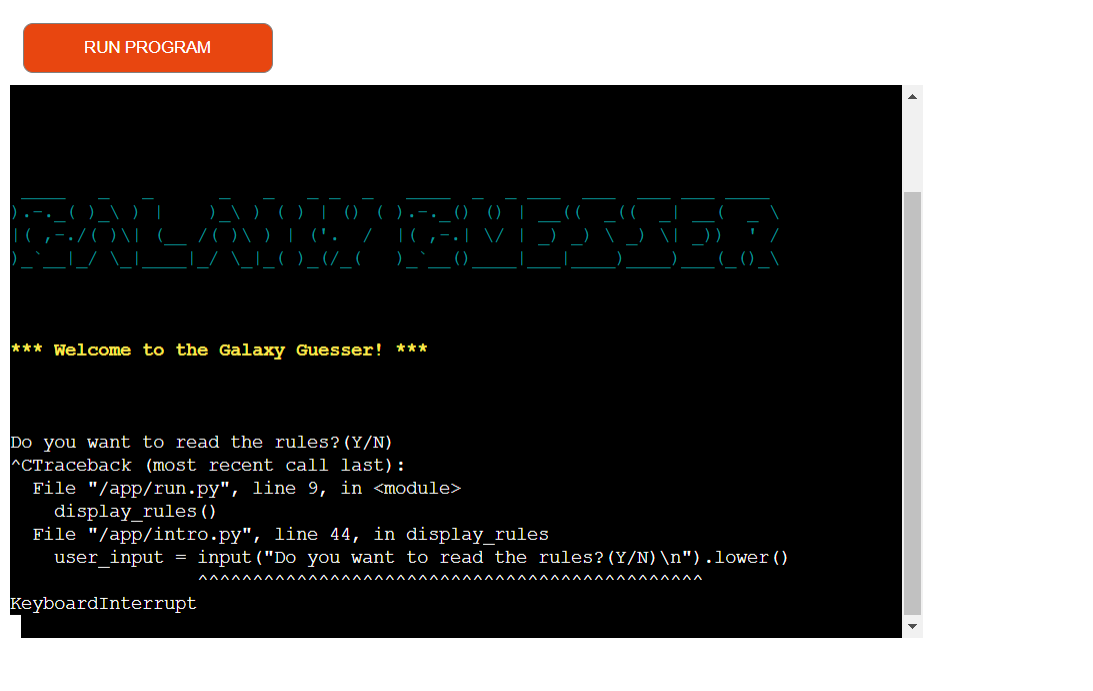 RUN PROGRAM
GALAXY GUESSER
*** Welcome to the Galaxy Guesser! ***
Do you want to read the rules?(Y/N)
^CTraceback (most recent call last):
  File "/app/run.py", line 9, in <module>
    display_rules()
  File "/app/intro.py", line 44, in display_rules
    user_input = input("Do you want to read the rules?(Y/N)\n").lower()
                 ^^^^^^^^^^^^^^^^^^^^^^^^^^^^^^^^^^^^^^^^^^^^^^
KeyboardInterrupt